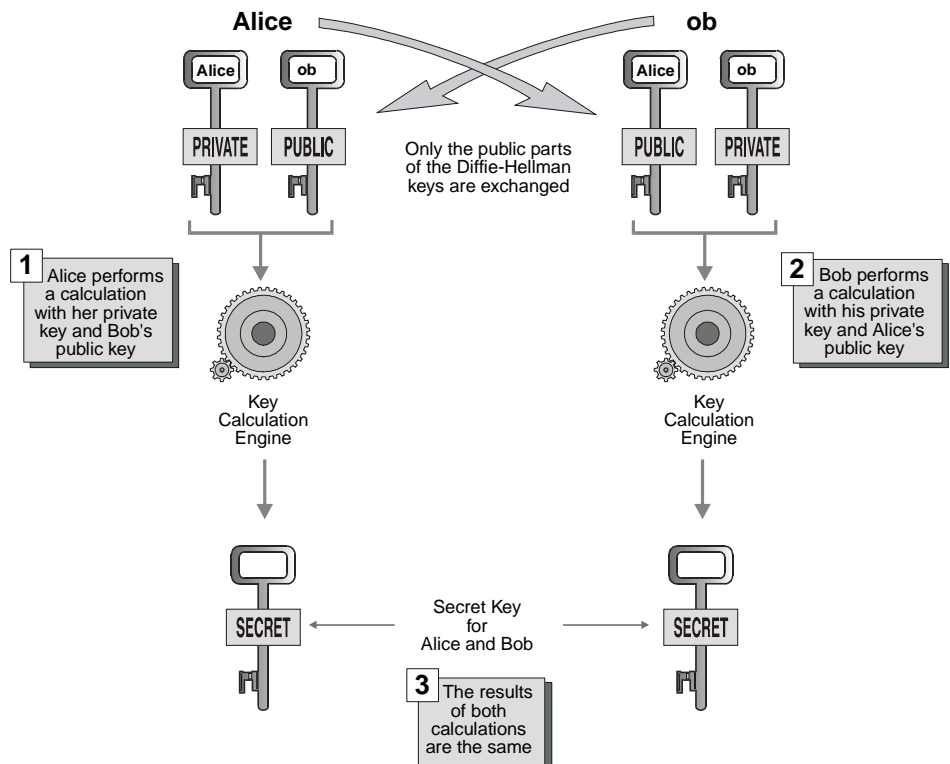 Alice
ob
Alice
ob
Alice
ob
PRIVATE
PUBLIC
PUBLIC
PRIVATE
Only the public parts
of the Diffie-Hellman
keys are exchanged
1
Alice performs
a calculation
with her private
key and Bob's
public key
2
Bob performs
a calculation
with his private
key and Alice's
public key
Key
Calculation
Engine
Key
Calculation
Engine
SECRET
Secret Key
for
Alice and Bob
SECRET
3
The results
of both
calculations
are the same